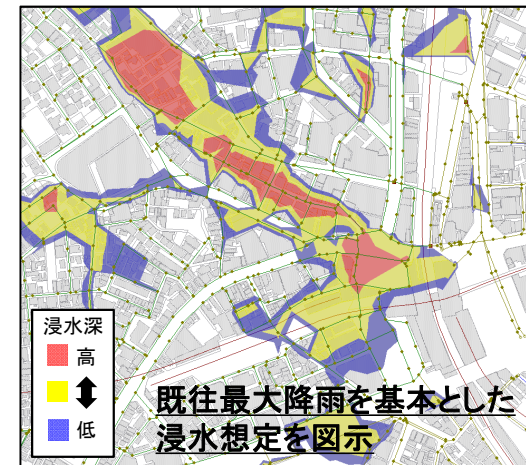 浸水深
高
低
既往最大降雨を基本とした
浸水想定を図示